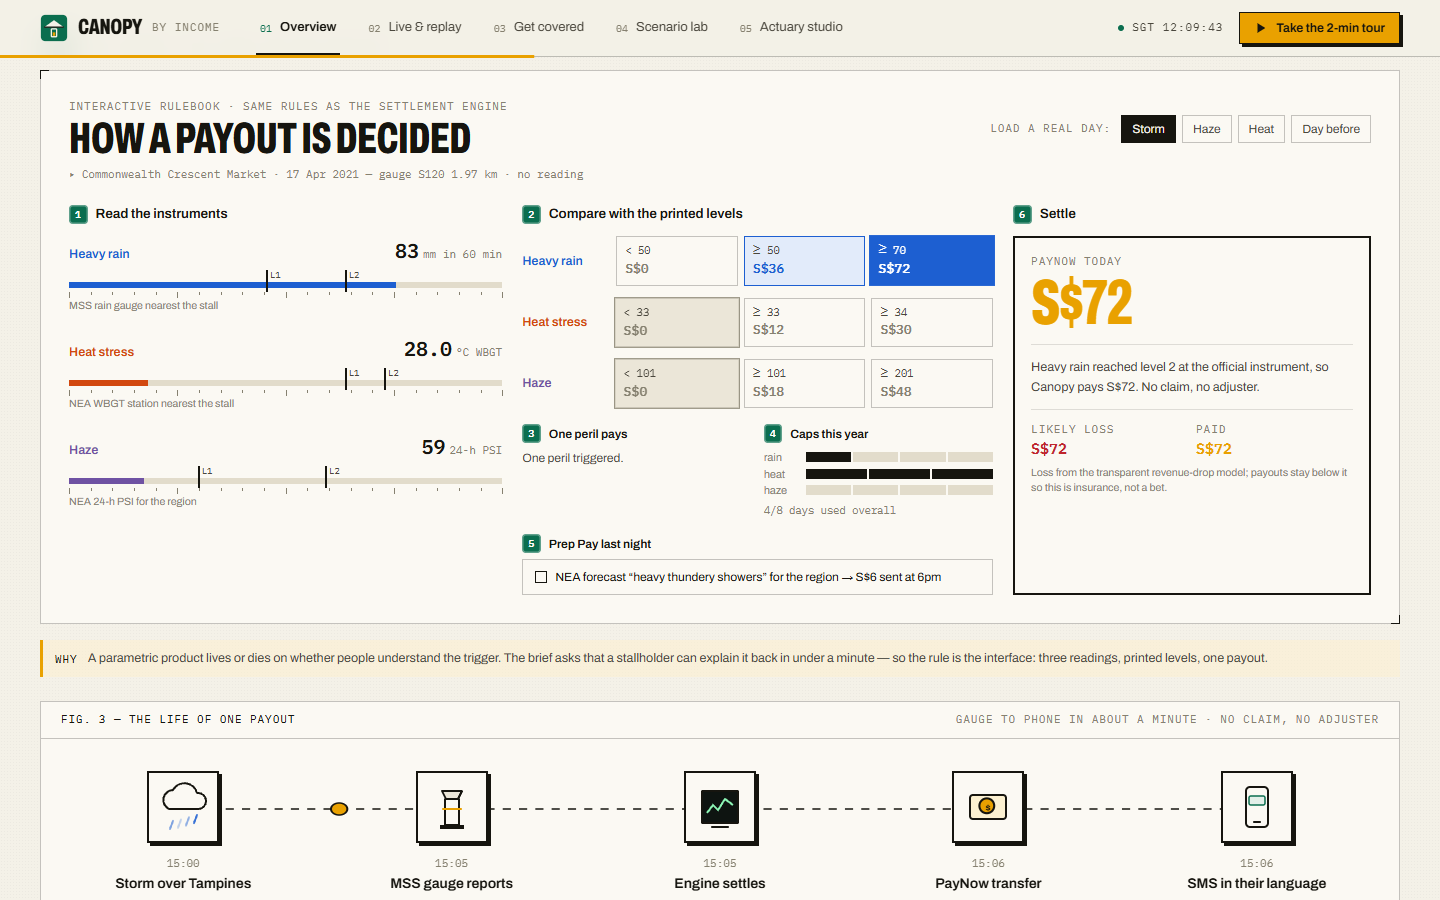 CANOPY BY INCOME
01 Overview
02 Live & replay
03 Get covered
04 Scenario lab
05 Actuary studio
SGT 12:09:43
Take the 2-min tour
INTERACTIVE RULEBOOK · SAME RULES AS THE SETTLEMENT ENGINE
HOW A PAYOUT IS DECIDED
▸ Commonwealth Crescent Market · 17 Apr 2021 — gauge S120 1.97 km · no reading
LOAD A REAL DAY: Storm Haze Heat Day before
1 Read the instruments
Heavy rain 83 mm in 60 min
L1 L2
MSS rain gauge nearest the stall
Heat stress 28.0 °C WBGT
L1 L2
NEA WBGT station nearest the stall
Haze 59 24-h PSI
L1 L2
NEA 24-h PSI for the region
2 Compare with the printed levels
Heavy rain
< 50
S$0
≥ 50
S$36
≥ 70
S$72
Heat stress
< 33
S$0
≥ 33
S$12
≥ 34
S$30
Haze
< 101
S$0
≥ 101
S$18
≥ 201
S$48
3 One peril pays
One peril triggered.
4 Caps this year
rain
heat
haze
4/8 days used overall
5 Prep Pay last night
NEA forecast “heavy thundery showers” for the region → S$6 sent at 6pm
6 Settle
PAYNOW TODAY
S$72
Heavy rain reached level 2 at the official instrument, so
Canopy pays S$72. No claim, no adjuster.
LIKELY LOSS
S$72
PAID
S$72
Loss from the transparent revenue-drop model; payouts stay below it
so this is insurance, not a bet.
WHY A parametric product lives or dies on whether people understand the trigger. The brief asks that a stallholder can explain it back in under a minute — so the rule is the interface: three readings, printed levels, one payout.
FIG. 3 — THE LIFE OF ONE PAYOUT
GAUGE TO PHONE IN ABOUT A MINUTE · NO CLAIM, NO ADJUSTER
$
15:00
Storm over Tampines
15:05
MSS gauge reports
15:05
Engine settles
15:06
PayNow transfer
15:06
SMS in their language